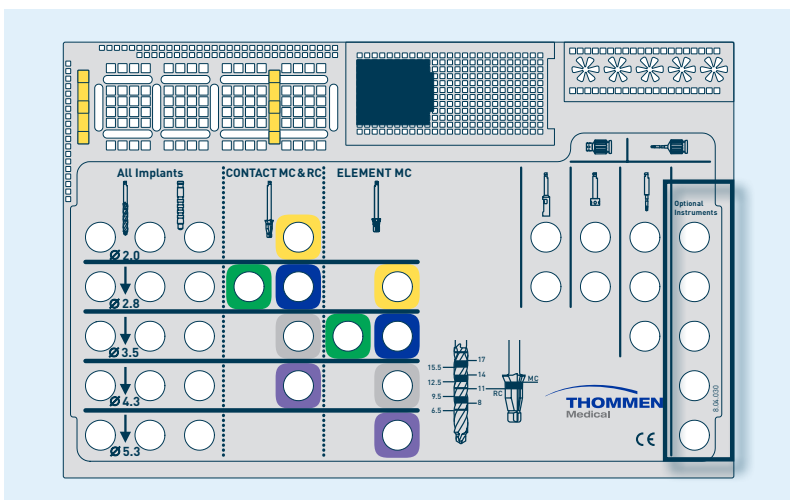 All Implants
CONTACT MC & RC
ELEMENT MC
Optional
Instruments
Ø 2.0
Ø 2.8
Ø 3.5
Ø 4.3
Ø 5.3
17
15.5
14
12.5
11
9.5
8
6.5
MC
RC
THOMMEN
Medical
CE
8.04.030